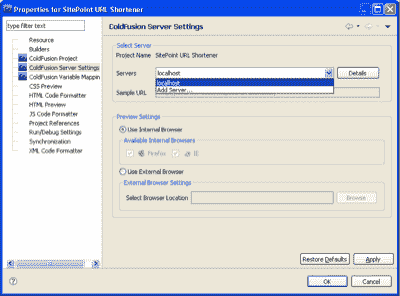 Properties for SitePoint URL Shortener
type filter text
ColdFusion Server Settings
Resource
Builders
ColdFusion Project
ColdFusion Server Settings
ColdFusion Variable Mappin
CSS Preview
HTML Code Formatter
HTML Preview
JS Code Formatter
Project References
Run/Debug Settings
Synchronization
XML Code Formatter
Select Server
Project Name SitePoint URL Shortener
Servers localhost Details
localhost
Add Server...
Sample URL
Preview Settings
Use Internal Browser
Available Internal Browsers
Firefox IE
Use External Browser
External Browser Settings
Select Browser Location Browse
Restore Defaults Apply
OK Cancel